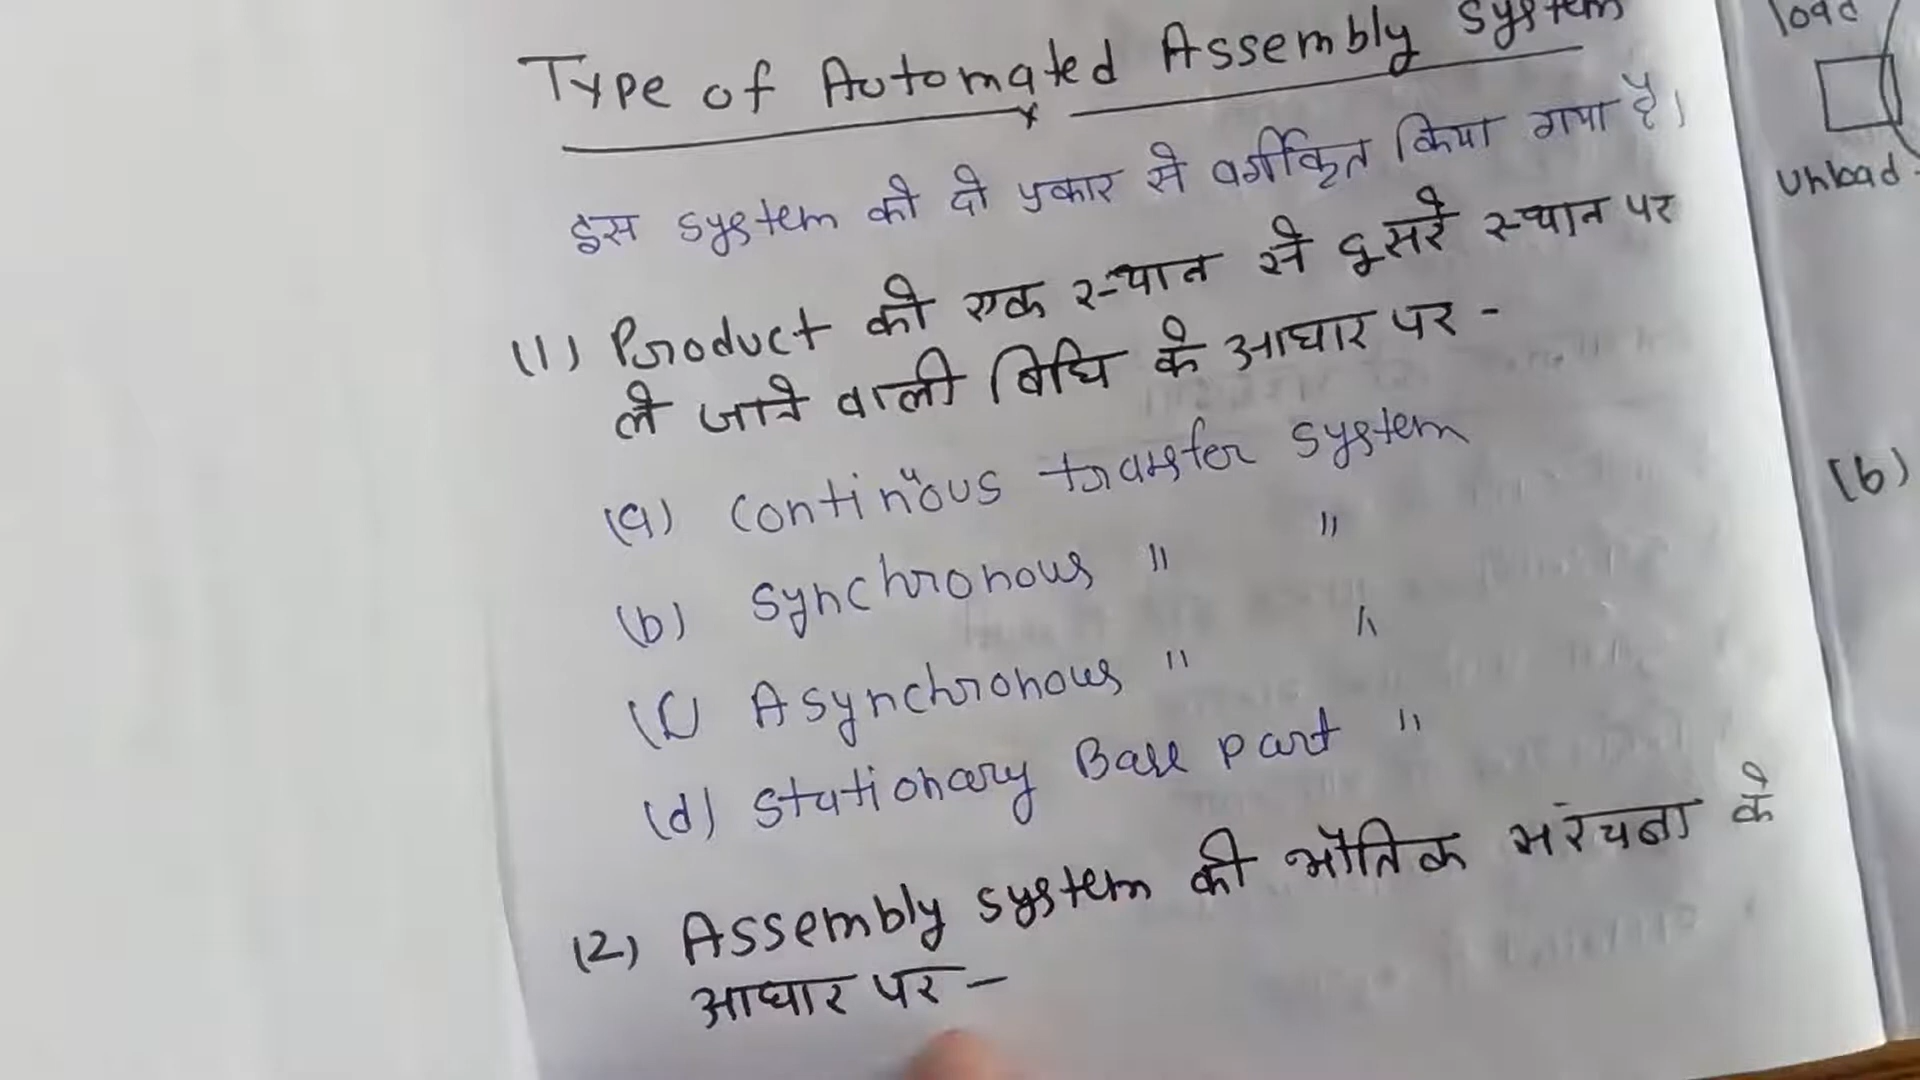 Type of Automated Assembly System
इस system को दो प्रकार से वर्गीकृत किया गया है।
(1) Product को एक स्थान से दूसरे स्थान पर
ले जाने वाली विधि के आधार पर -
(a) Continuous transfer system
(b) Synchronous " "
(c) Asynchronous " "
(d) Stationary Base part "
(2) Assembly system की भौतिक संरचना के
आधार पर -
load
unload
(b)